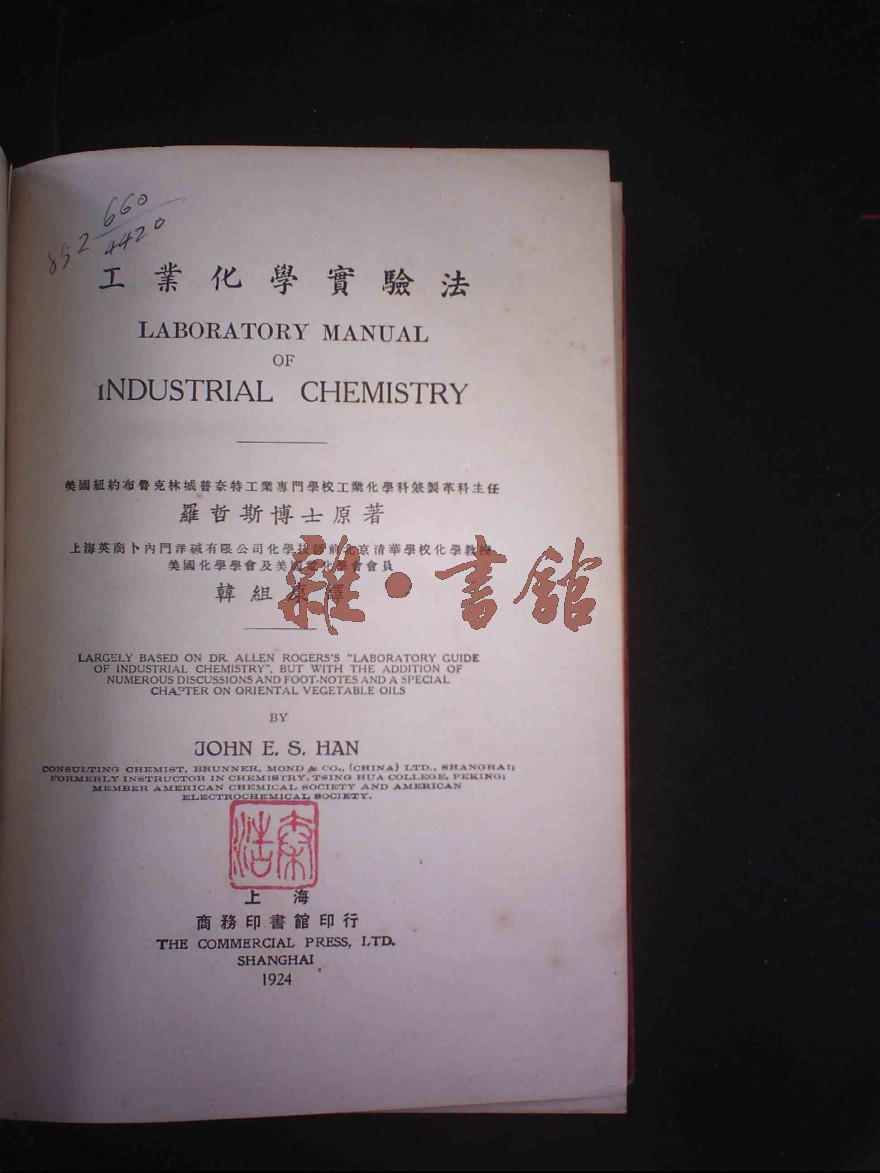 660
852 4420
工業化學實驗法
LABORATORY MANUAL
OF
INDUSTRIAL CHEMISTRY
美國紐約布魯克林城普奈特工業專門學校工業化學科兼製革科主任
羅哲斯博士原著
上海英商卜內門洋碱有限公司化學技師前北京清華學校化學教授
美國化學學會及美國電化學會會員
韓組康譯
雜·書館
LARGELY BASED ON DR. ALLEN ROGERS'S "LABORATORY GUIDE
OF INDUSTRIAL CHEMISTRY", BUT WITH THE ADDITION OF
NUMEROUS DISCUSSIONS AND FOOT-NOTES AND A SPECIAL
CHAPTER ON ORIENTAL VEGETABLE OILS
BY
JOHN E. S. HAN
CONSULTING CHEMIST, BRUNNER, MOND & CO., (CHINA) LTD., SHANGHAI;
FORMERLY INSTRUCTOR IN CHEMISTRY, TSING HUA COLLEGE, PEKING;
MEMBER AMERICAN CHEMICAL SOCIETY AND AMERICAN
ELECTROCHEMICAL SOCIETY.
上海
商務印書館印行
THE COMMERCIAL PRESS, LTD.
SHANGHAI
1924